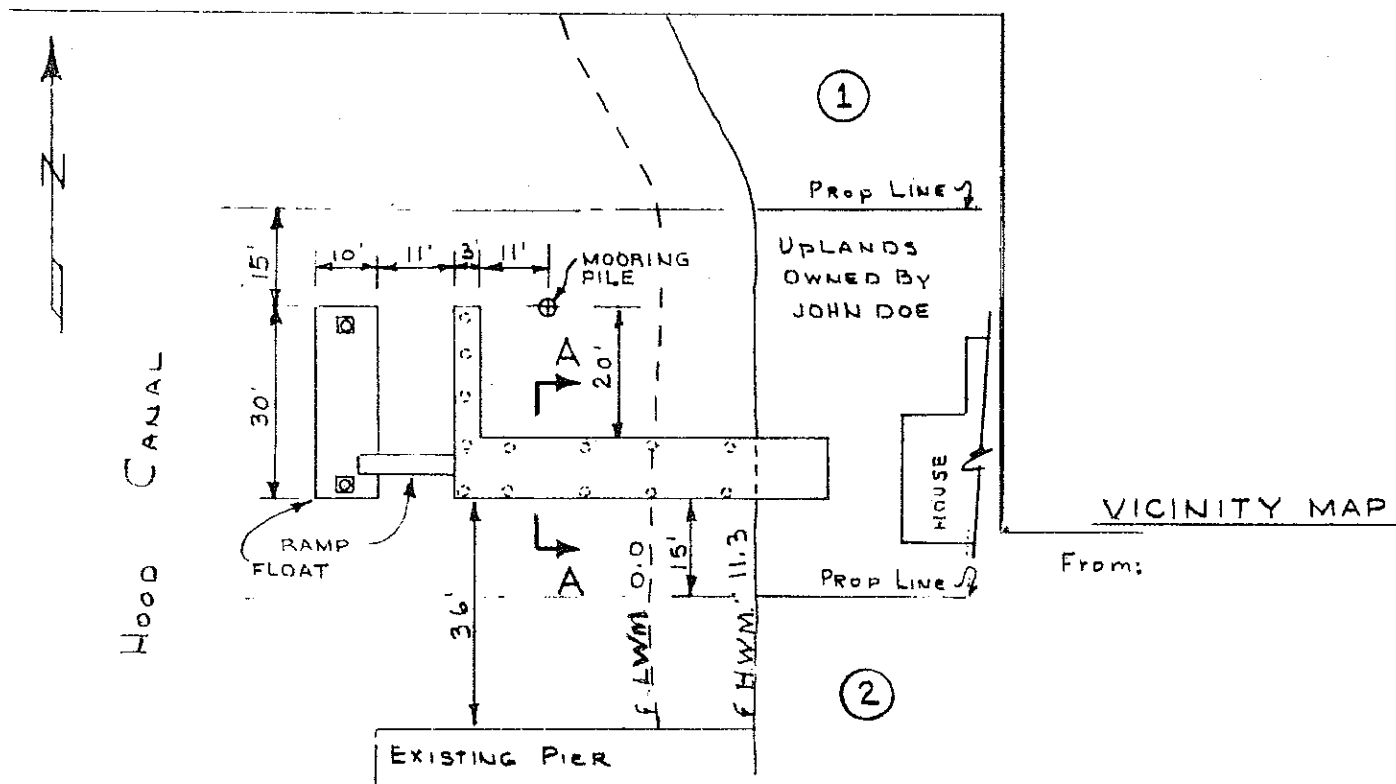 N
1
PROP LINE
UPLANDS
OWNED BY
JOHN DOE
15'
10'
11'
3'
11'
MOORING
PILE
A
20'
30'
HOOD CANAL
HOUSE
VICINITY MAP
From:
RAMP
FLOAT
A
36'
15'
LWM 0.0
HWM 11.3
PROP LINE
2
EXISTING PIER